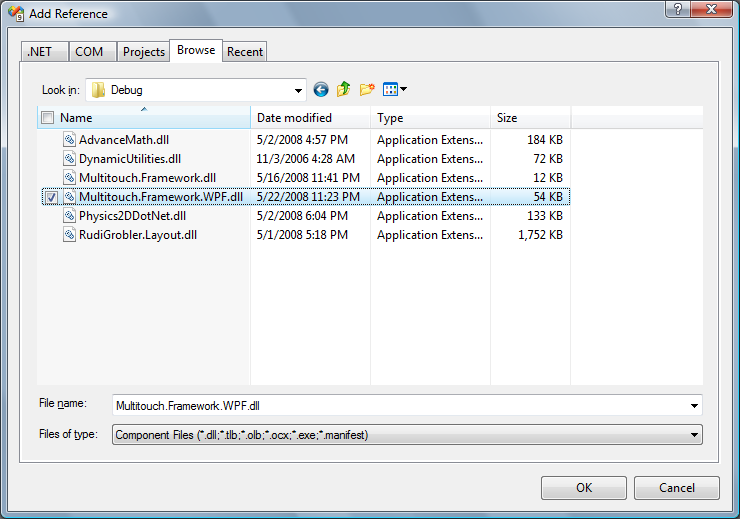 Add Reference
.NET COM Projects Browse Recent
Look in: Debug
Name Date modified Type Size
AdvanceMath.dll 5/2/2008 4:57 PM Application Extens... 184 KB
DynamicUtilities.dll 11/3/2006 4:28 AM Application Extens... 72 KB
Multitouch.Framework.dll 5/16/2008 11:41 PM Application Extens... 12 KB
Multitouch.Framework.WPF.dll 5/22/2008 11:23 PM Application Extens... 54 KB
Physics2DDotNet.dll 5/2/2008 6:04 PM Application Extens... 133 KB
RudiGrobler.Layout.dll 5/1/2008 5:18 PM Application Extens... 1,752 KB
File name: Multitouch.Framework.WPF.dll
Files of type: Component Files (*.dll;*.tlb;*.olb;*.ocx;*.exe;*.manifest)
OK Cancel